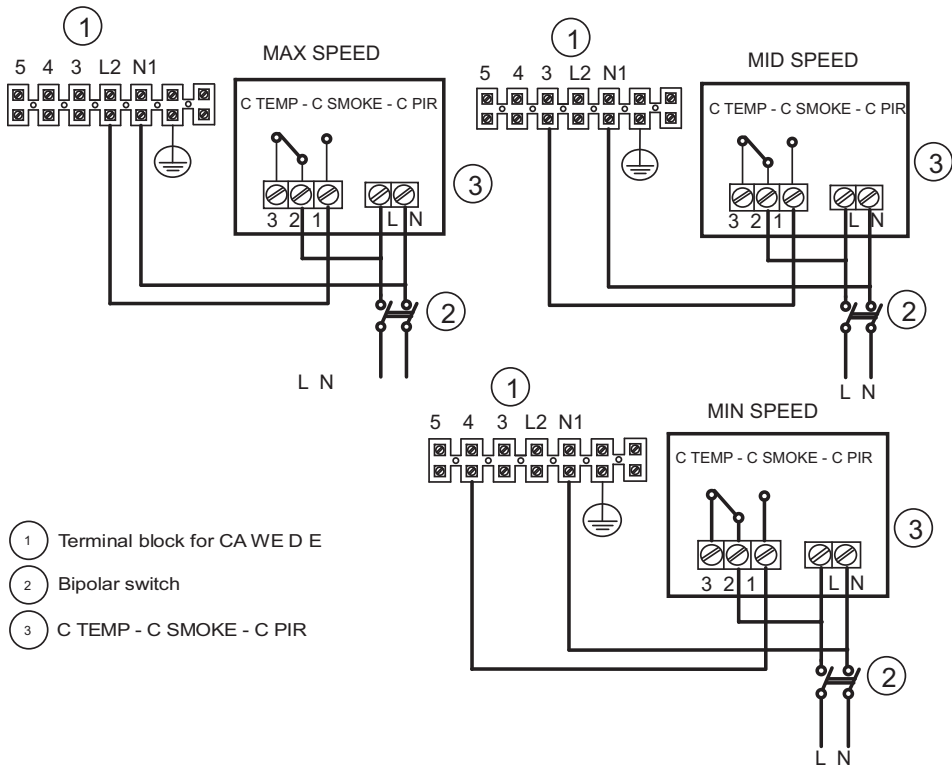 1
MAX SPEED
5 4 3 L2 N1
C TEMP - C SMOKE - C PIR
3
3 2 1 L N
2
L N
1
MID SPEED
5 4 3 L2 N1
C TEMP - C SMOKE - C PIR
3
3 2 1 L N
2
L N
1
MIN SPEED
5 4 3 L2 N1
C TEMP - C SMOKE - C PIR
3
3 2 1 L N
2
L N
1 Terminal block for CA WE D E
2 Bipolar switch
3 C TEMP - C SMOKE - C PIR